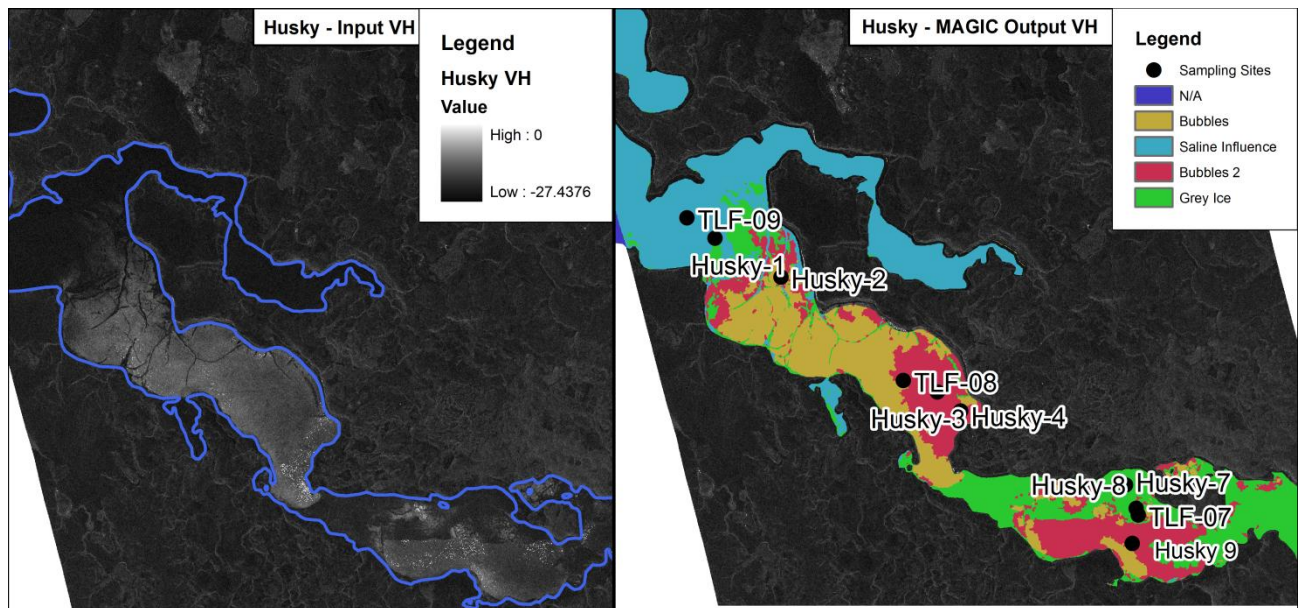 Husky - Input VH
Legend
Husky VH
Value
High : 0
Low : -27.4376
Husky - MAGIC Output VH
Legend
Sampling Sites
N/A
Bubbles
Saline Influence
Bubbles 2
Grey Ice
TLF-09
Husky-1 Husky-2
TLF-08
Husky-3 Husky-4
Husky-8 Husky-7
TLF-07
Husky 9